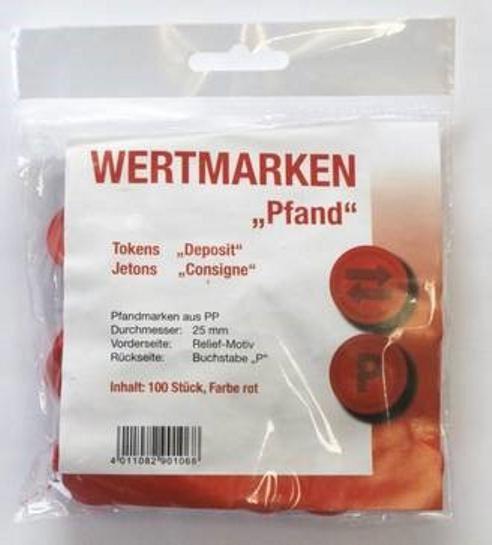 WERTMARKEN
„Pfand“
Tokens „Deposit“
Jetons „Consigne“
Pfandmarken aus PP
Durchmesser: 25 mm
Vorderseite: Relief-Motiv
Rückseite: Buchstabe „P“
Inhalt: 100 Stück, Farbe rot
4 011082 901066